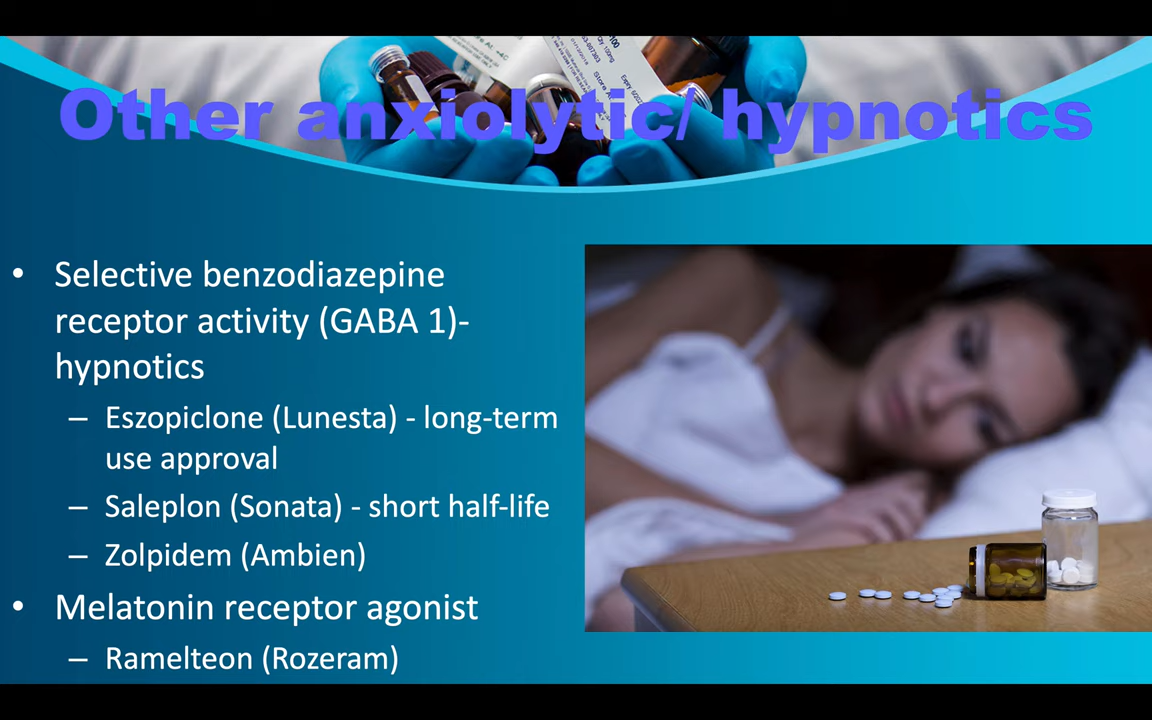 Other anxiolytic/ hypnotics
• Selective benzodiazepine
receptor activity (GABA 1)-
hypnotics
– Eszopiclone (Lunesta) - long-term
use approval
– Saleplon (Sonata) - short half-life
– Zolpidem (Ambien)
• Melatonin receptor agonist
– Ramelteon (Rozeram)